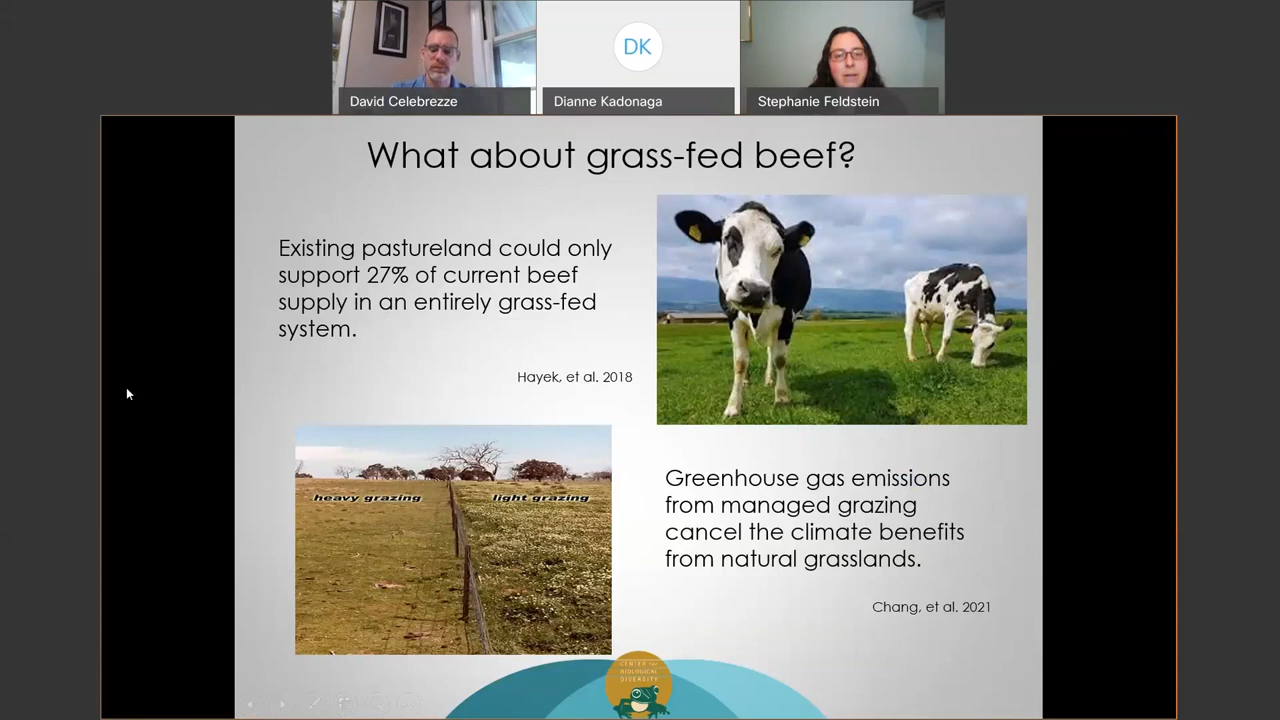 DK
David Celebrezze
Dianne Kadonaga
Stephanie Feldstein
What about grass-fed beef?
Existing pastureland could only
support 27% of current beef
supply in an entirely grass-fed
system.
Hayek, et al. 2018
heavy grazing
light grazing
Greenhouse gas emissions
from managed grazing
cancel the climate benefits
from natural grasslands.
Chang, et al. 2021
CENTER for
BIOLOGICAL
DIVERSITY